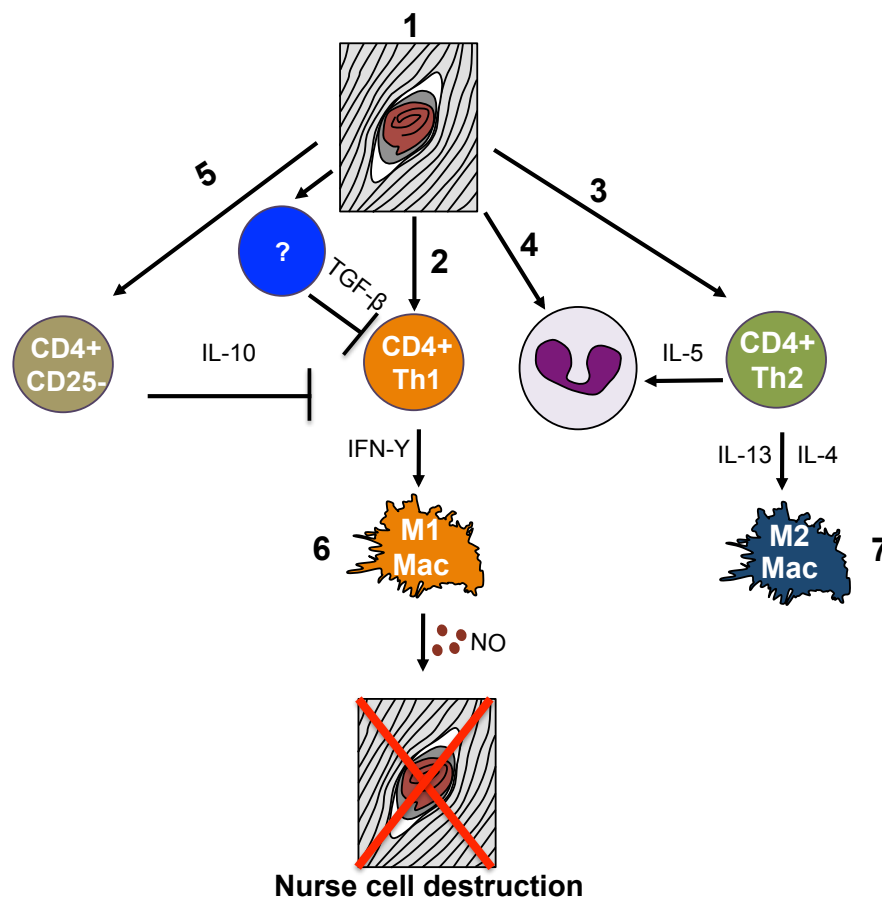 1
5
3
?
TGF-β
2
4
CD4+
CD25-
IL-10
CD4+
Th1
IL-5
CD4+
Th2
IFN-Y
IL-13
IL-4
6
M1
Mac
M2
Mac
7
NO
Nurse cell destruction